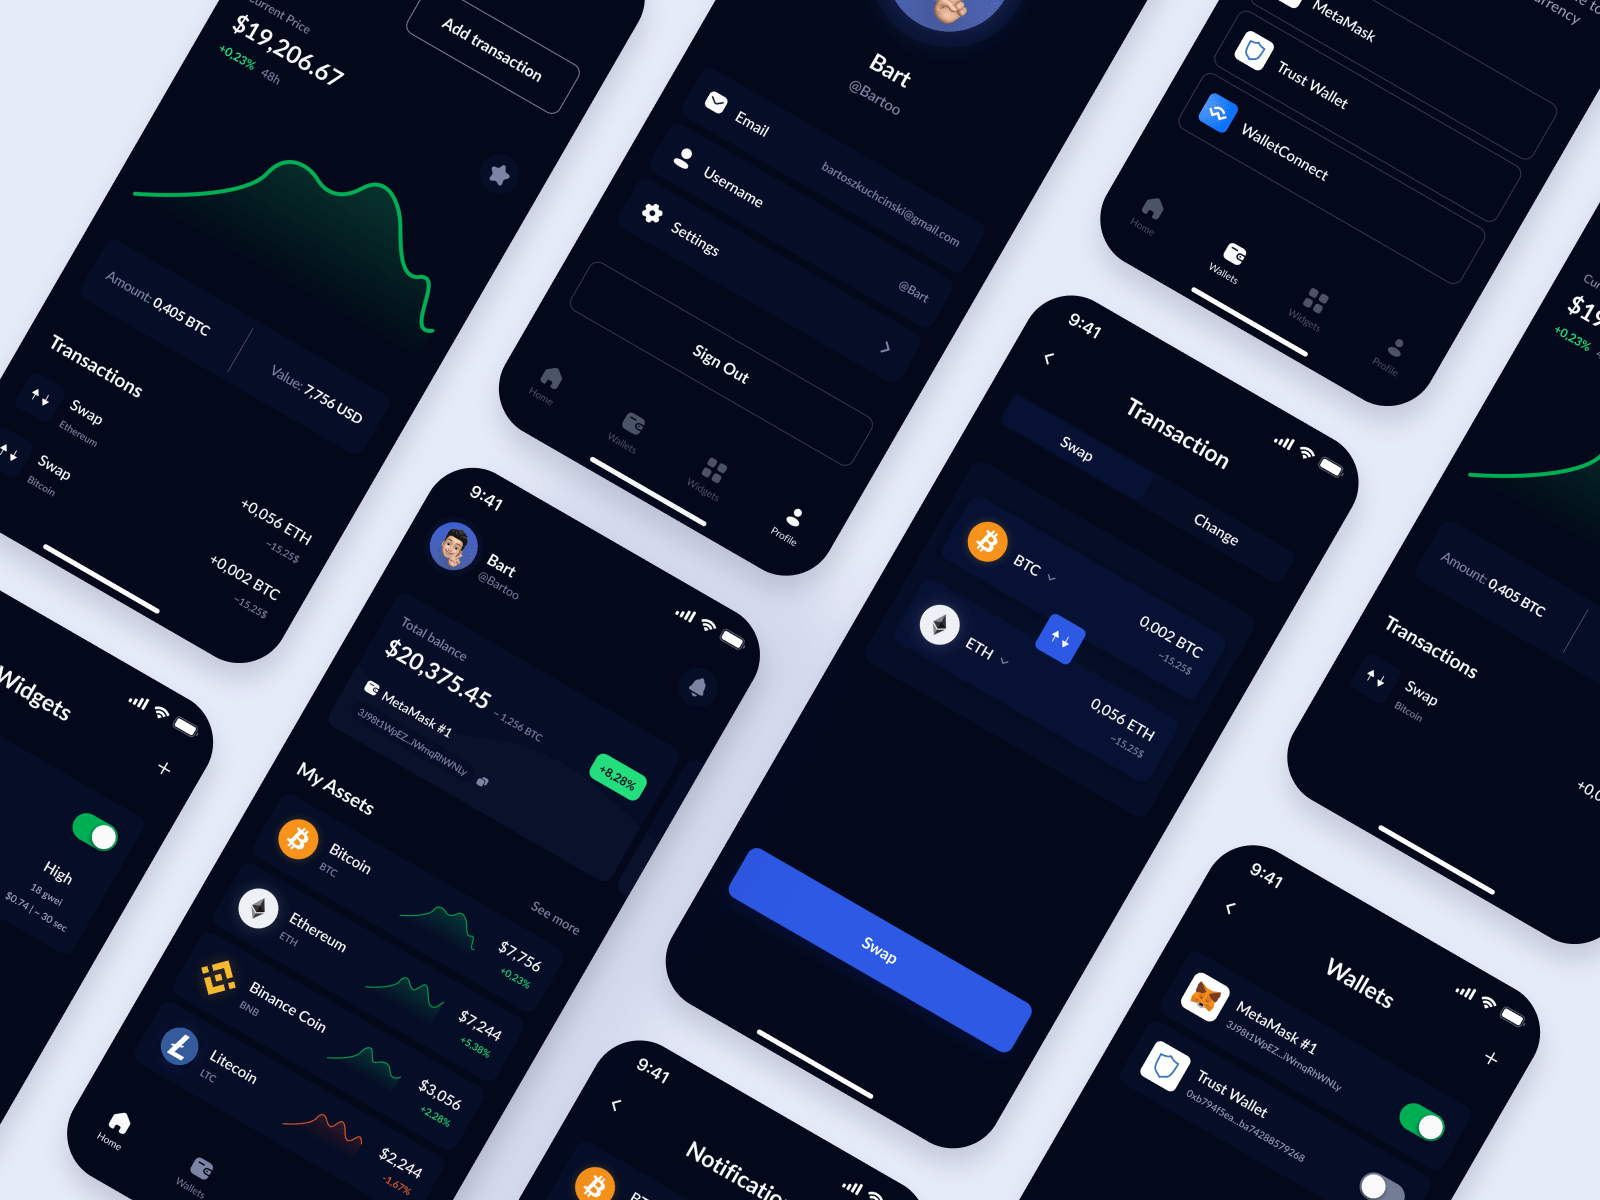 Current Price
$19,206.67
+0,23% 48h
Add transaction
Amount: 0,405 BTC
Value: 7,756 USD
Transactions
Swap
Ethereum
+0,056 ETH
~15,25$
Swap
Bitcoin
+0,002 BTC
~15,25$
Bart
@Bartoo
Email
bartoszkuchcinski@gmail.com
Username
@Bart
Settings
Sign Out
Home
Wallets
Widgets
Profile
MetaMask
Trust Wallet
WalletConnect
Home
Wallets
Widgets
Profile
Widgets
High
18 gwei
$0.74 | ~ 30 sec
9:41
Bart
@Bartoo
Total balance
$20,375.45
~ 1,256 BTC
MetaMask #1
3J98t1WpEZ...iWrnqRhWNLy
+8,28%
My Assets
See more
Bitcoin
BTC
$7,756
+0,23%
Ethereum
ETH
$7,244
+5,38%
Binance Coin
BNB
$3,056
+2,28%
Litecoin
LTC
$2,244
-1,67%
Home
Wallets
9:41
Transaction
Swap
Change
BTC
0,002 BTC
~15,25$
ETH
0,056 ETH
~15,25$
Swap
9:41
Notification
$19
+0,23%
Amount: 0,405 BTC
Transactions
Swap
Bitcoin
9:41
Wallets
MetaMask #1
3J98t1WpEZ...iWrnqRhWNLy
Trust Wallet
0xb794f5ea...ba74288579268